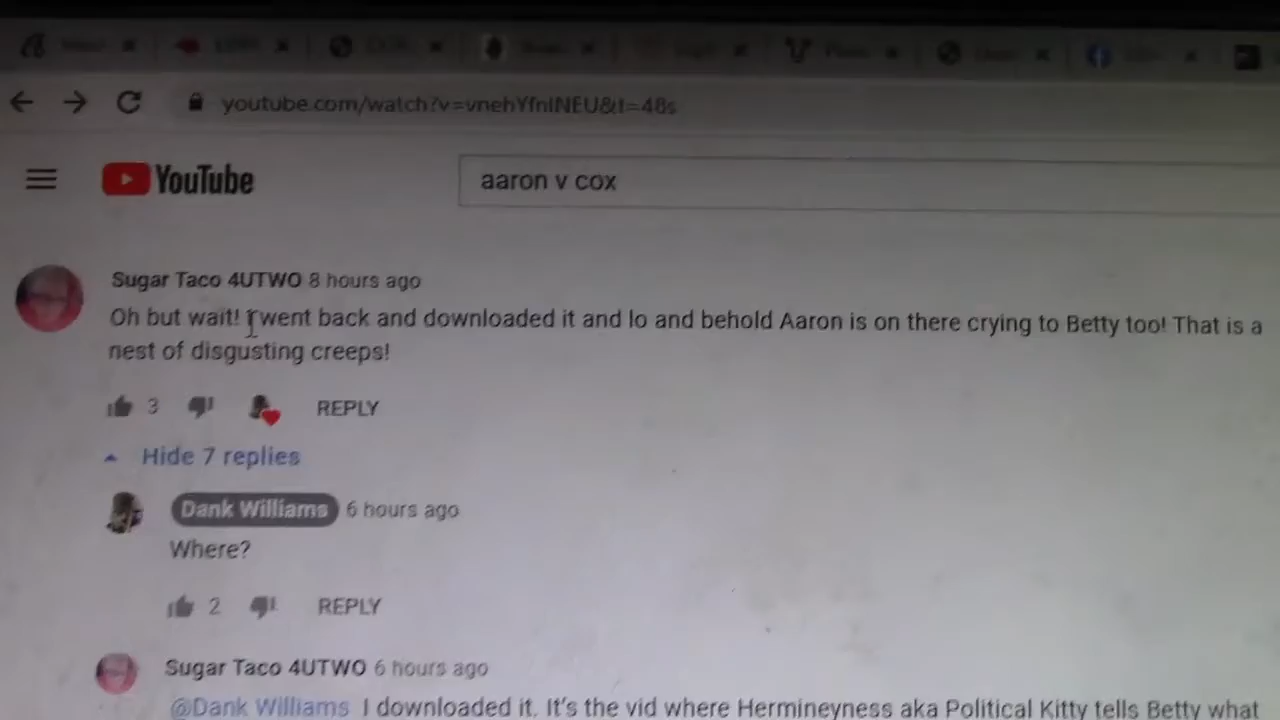 youtube.com/watch?v=vnehYfnINEU&t=48s
YouTube
aaron v cox
Sugar Taco 4UTWO 8 hours ago
Oh but wait! I went back and downloaded it and lo and behold Aaron is on there crying to Betty too! That is a
nest of disgusting creeps!
3 REPLY
Hide 7 replies
Dank Williams 6 hours ago
Where?
2 REPLY
Sugar Taco 4UTWO 6 hours ago
@Dank Williams I downloaded it. It's the vid where Hermineyness aka Political Kitty tells Betty what